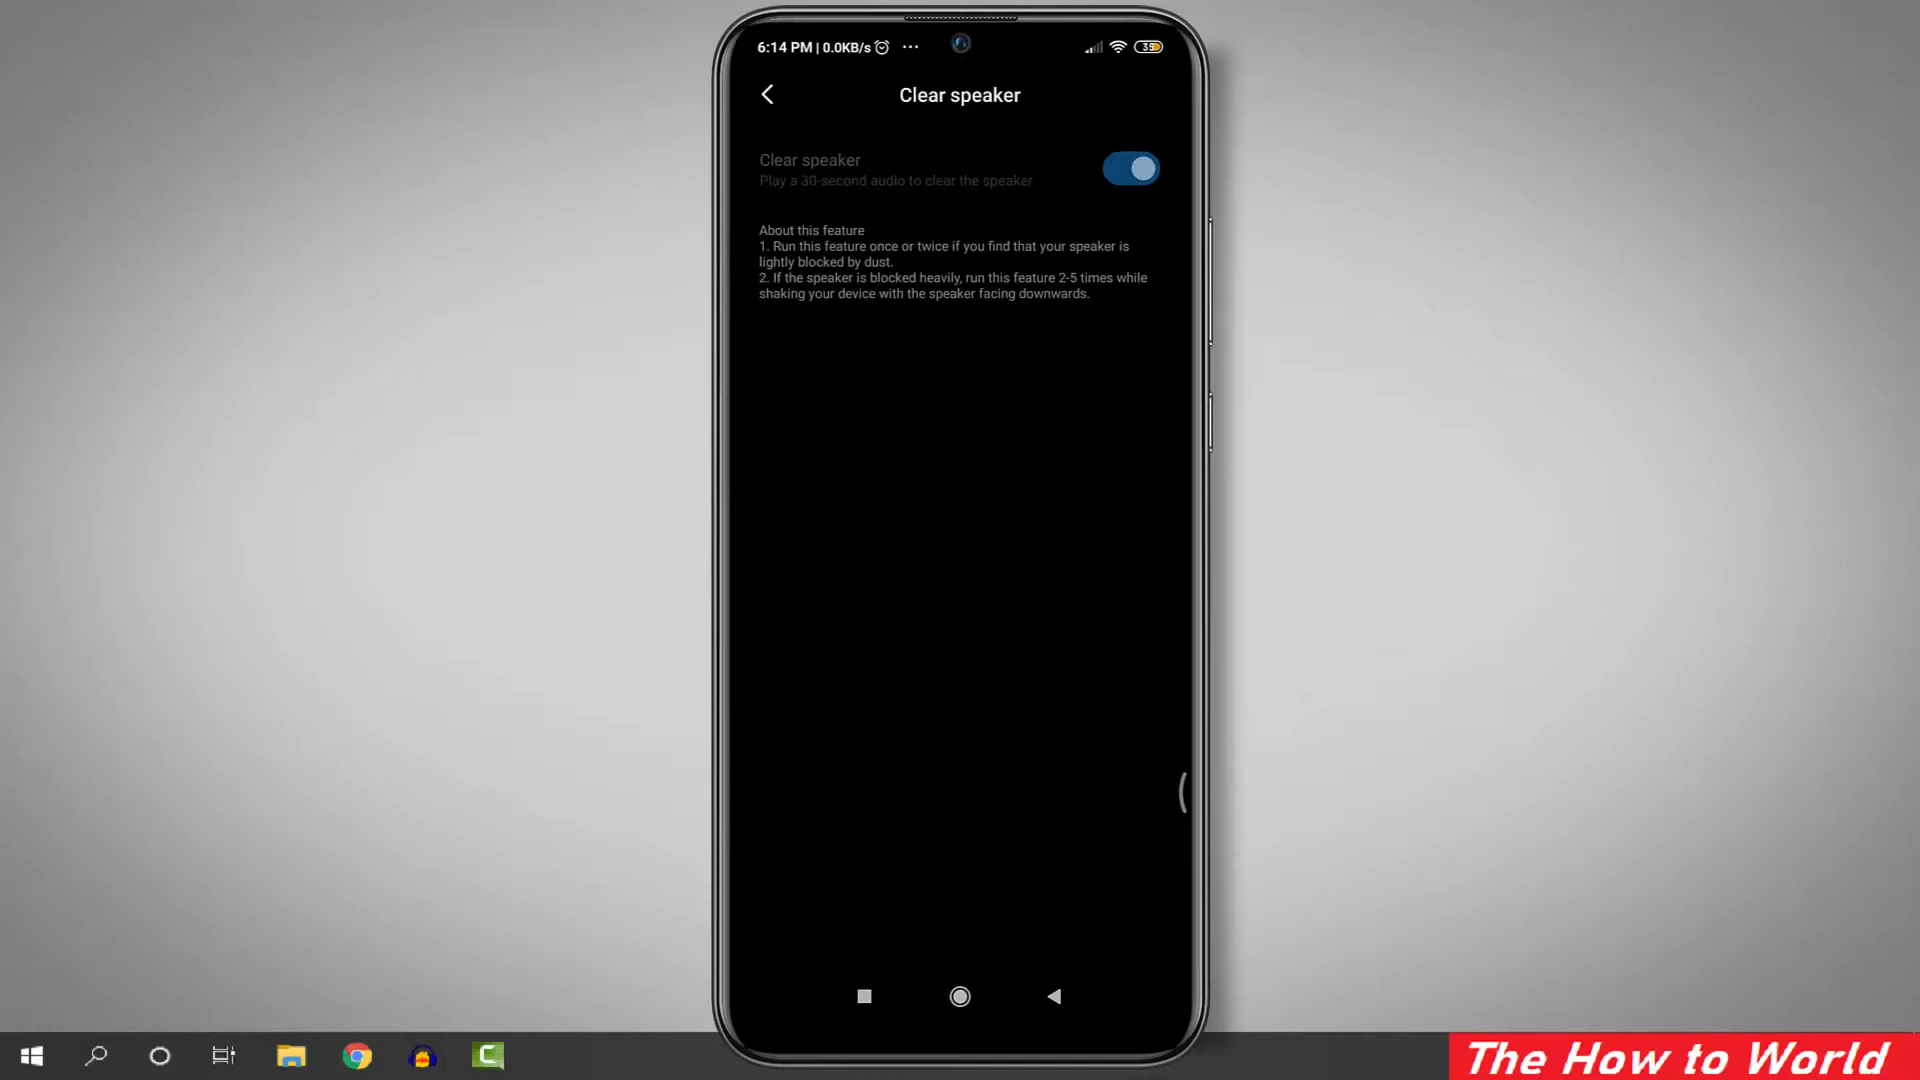 6:14 PM | 0.0KB/s ... 35
Clear speaker
Clear speaker
Play a 30-second audio to clear the speaker
About this feature
1. Run this feature once or twice if you find that your speaker is
lightly blocked by dust.
2. If the speaker is blocked heavily, run this feature 2-5 times while
shaking your device with the speaker facing downwards.
The How to World